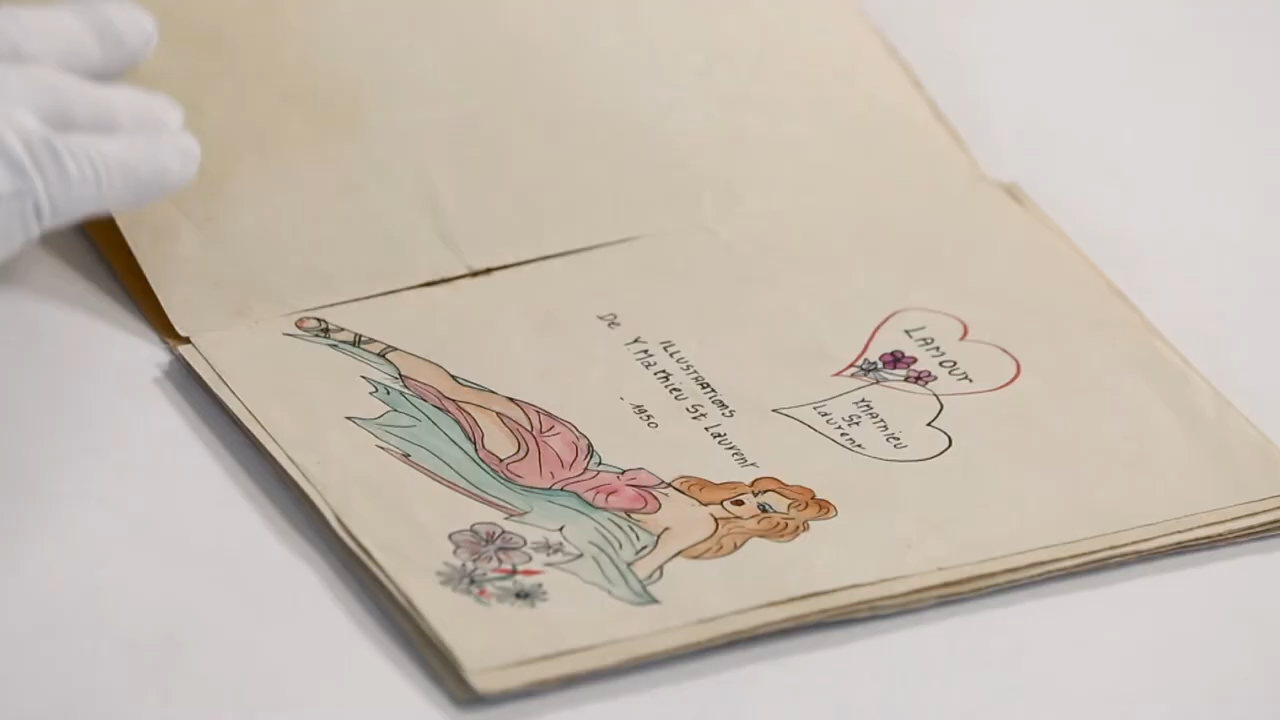 LAMOUR
YMATHIEU
St
Laurent
ILLUSTRATIONS
De Y.Mathieu St Laurent
- 1950.